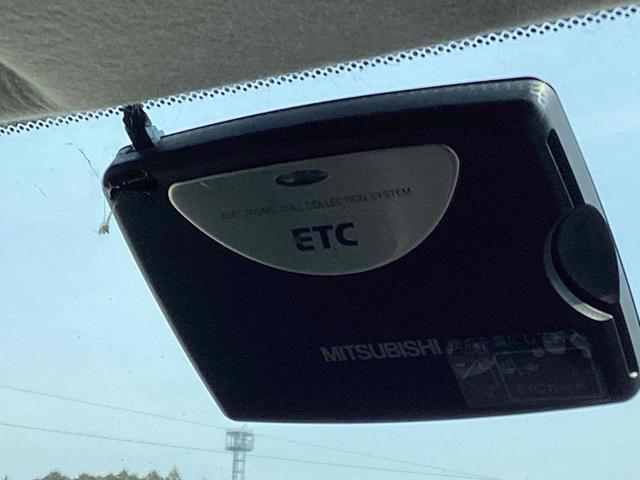 ELECTRONIC TOLL COLLECTION SYSTEM
ETC
MITSUBISHI